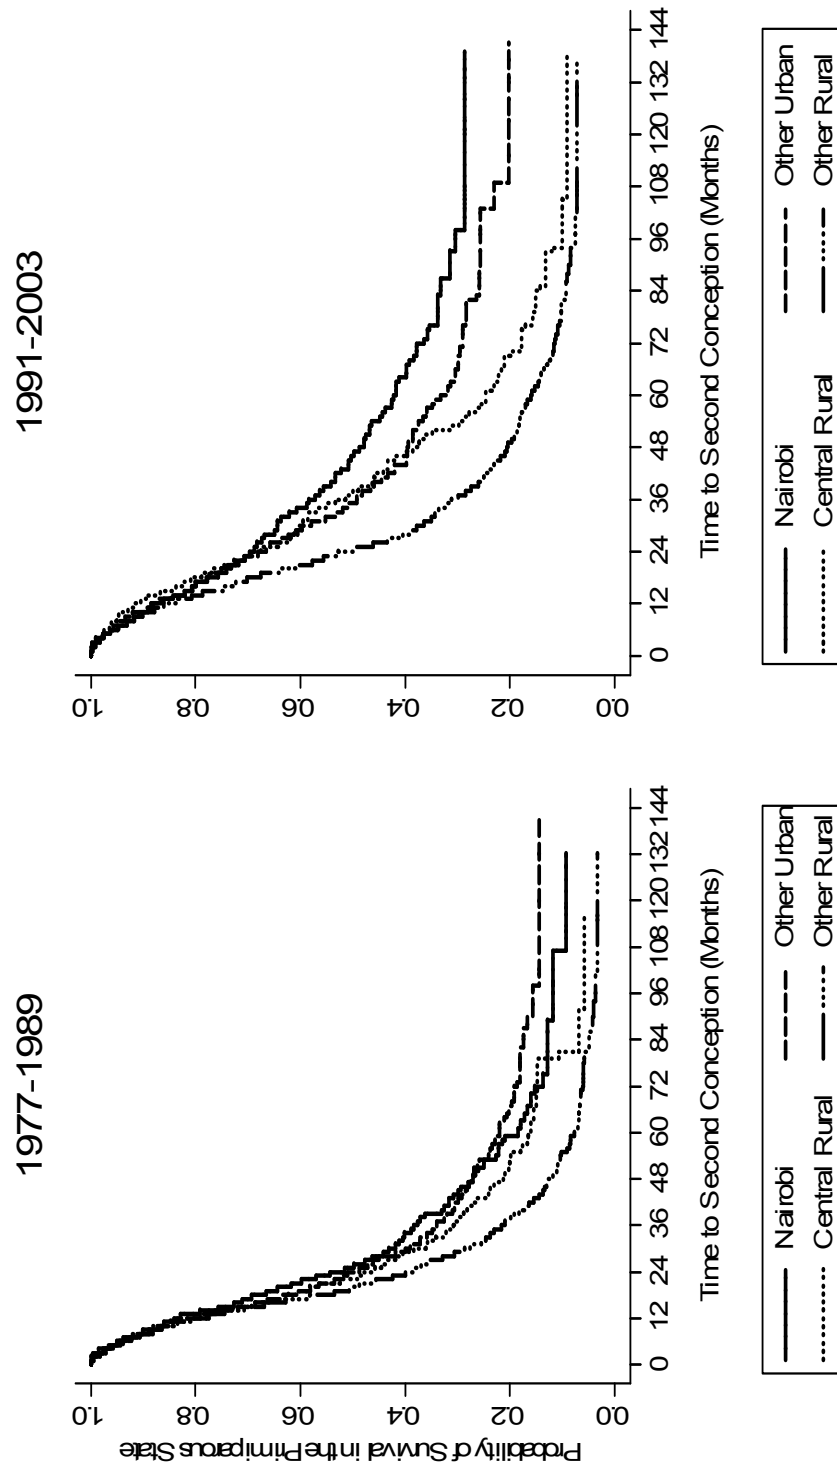 1977-1989
Probability of Survival in the Primiparous State
1.0
0.8
0.6
0.4
0.2
0.0
0 12 24 36 48 60 72 84 96 108 120 132 144
Time to Second Conception (Months)
Nairobi Other Urban
Central Rural Other Rural
1991-2003
1.0
0.8
0.6
0.4
0.2
0.0
0 12 24 36 48 60 72 84 96 108 120 132 144
Time to Second Conception (Months)
Nairobi Other Urban
Central Rural Other Rural